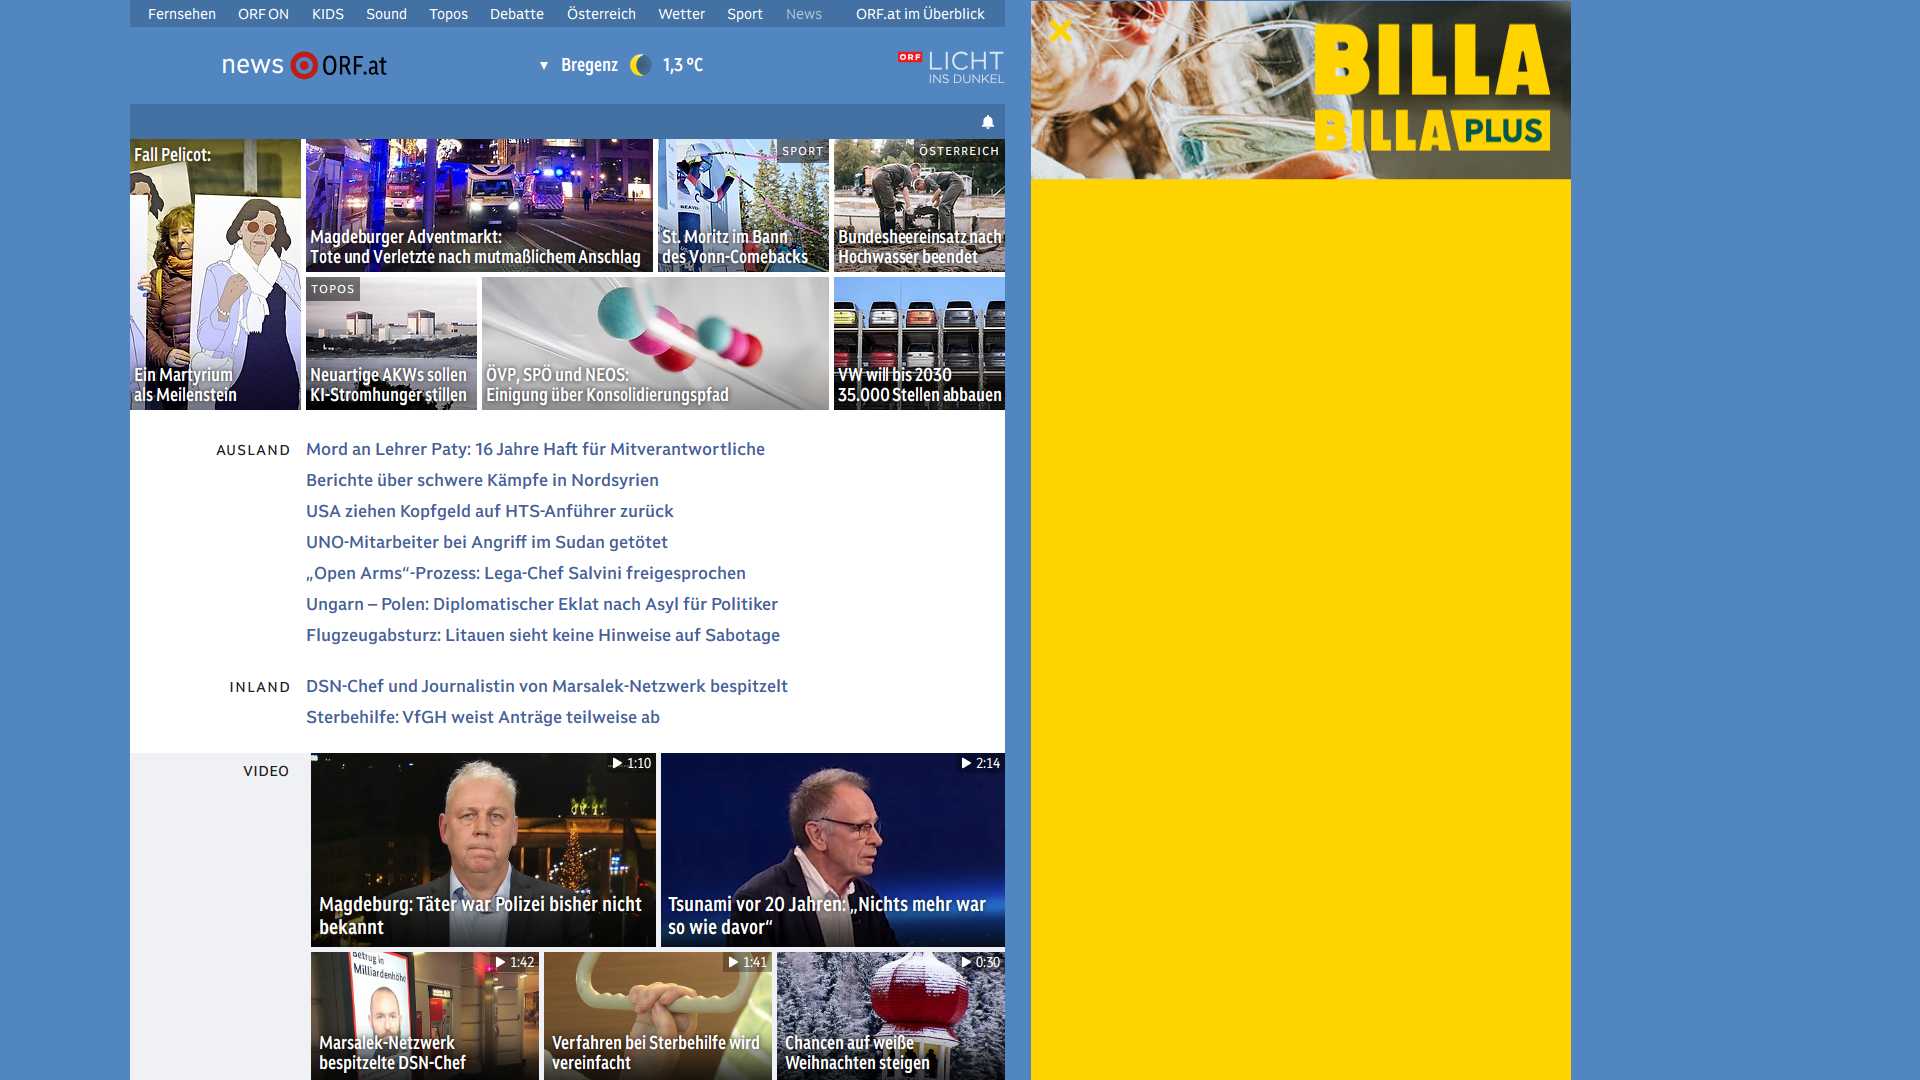 Fernsehen ORF ON KIDS Sound Topos Debatte Österreich Wetter Sport News ORF.at im Überblick
news ORF.at
▼ Bregenz 1,3 °C
ORF LICHT
INS DUNKEL
BILLA
BILLA PLUS
Fall Pelicot:
Ein Martyrium
als Meilenstein
Magdeburger Adventmarkt:
Tote und Verletzte nach mutmaßlichem Anschlag
SPORT
St. Moritz im Bann
des Vonn-Comebacks
ÖSTERREICH
Bundesheereinsatz nach
Hochwasser beendet
TOPOS
Neuartige AKWs sollen
KI-Stromhunger stillen
ÖVP, SPÖ und NEOS:
Einigung über Konsolidierungspfad
VW will bis 2030
35.000 Stellen abbauen
AUSLAND
Mord an Lehrer Paty: 16 Jahre Haft für Mitverantwortliche
Berichte über schwere Kämpfe in Nordsyrien
USA ziehen Kopfgeld auf HTS-Anführer zurück
UNO-Mitarbeiter bei Angriff im Sudan getötet
„Open Arms“-Prozess: Lega-Chef Salvini freigesprochen
Ungarn – Polen: Diplomatischer Eklat nach Asyl für Politiker
Flugzeugabsturz: Litauen sieht keine Hinweise auf Sabotage
INLAND
DSN-Chef und Journalistin von Marsalek-Netzwerk bespitzelt
Sterbehilfe: VfGH weist Anträge teilweise ab
VIDEO
1:10
Magdeburg: Täter war Polizei bisher nicht
bekannt
2:14
Tsunami vor 20 Jahren: „Nichts mehr war
so wie davor“
1:42
Betrug in
Milliardenhöhe
Marsalek-Netzwerk
bespitzelte DSN-Chef
1:41
Verfahren bei Sterbehilfe wird
vereinfacht
0:30
Chancen auf weiße
Weihnachten steigen